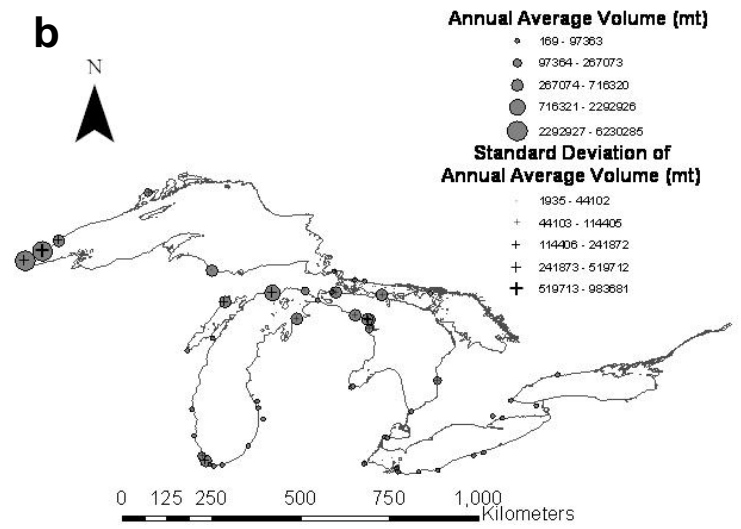 b
N
Annual Average Volume (mt)
169 - 97363
97364 - 267073
267074 - 716320
716321 - 2292926
2292927 - 6230285
Standard Deviation of
Annual Average Volume (mt)
1935 - 44102
44103 - 114405
114406 - 241872
241873 - 519712
519713 - 983681
0 125 250 500 750 1,000
Kilometers